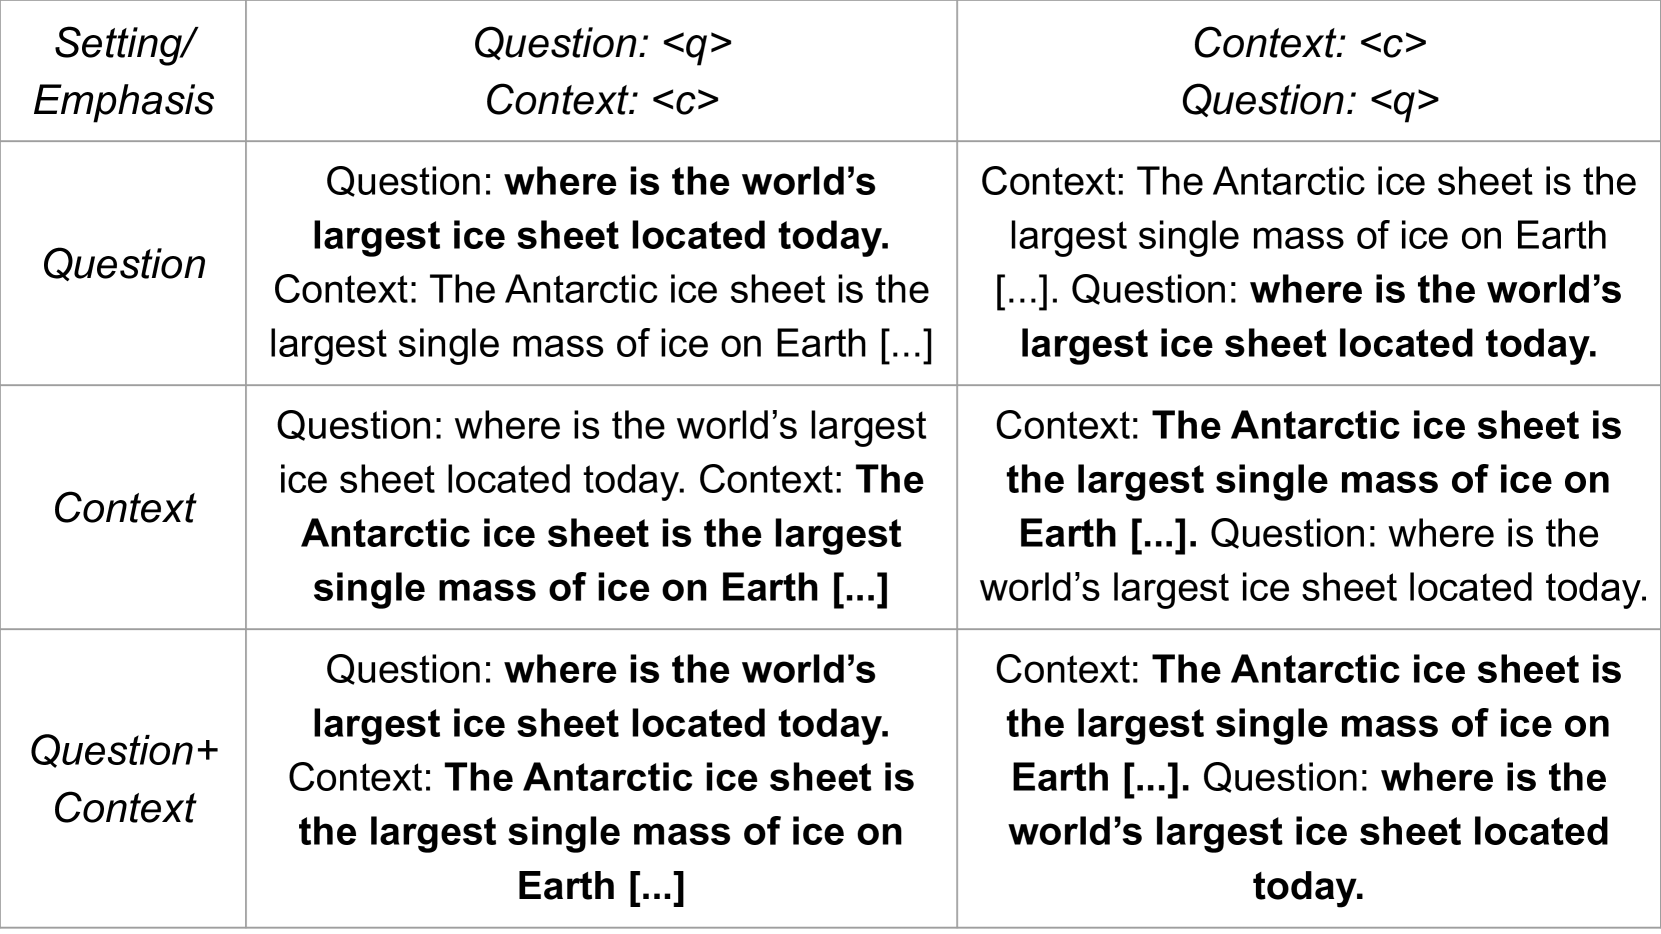 Setting/
Emphasis
Question: <q>
Context: <c>
Context: <c>
Question: <q>
Question
Question: where is the world’s
largest ice sheet located today.
Context: The Antarctic ice sheet is the
largest single mass of ice on Earth [...]
Context: The Antarctic ice sheet is the
largest single mass of ice on Earth
[...]. Question: where is the world’s
largest ice sheet located today.
Context
Question: where is the world’s largest
ice sheet located today. Context: The
Antarctic ice sheet is the largest
single mass of ice on Earth [...]
Context: The Antarctic ice sheet is
the largest single mass of ice on
Earth [...]. Question: where is the
world’s largest ice sheet located today.
Question+
Context
Question: where is the world’s
largest ice sheet located today.
Context: The Antarctic ice sheet is
the largest single mass of ice on
Earth [...]
Context: The Antarctic ice sheet is
the largest single mass of ice on
Earth [...]. Question: where is the
world’s largest ice sheet located
today.